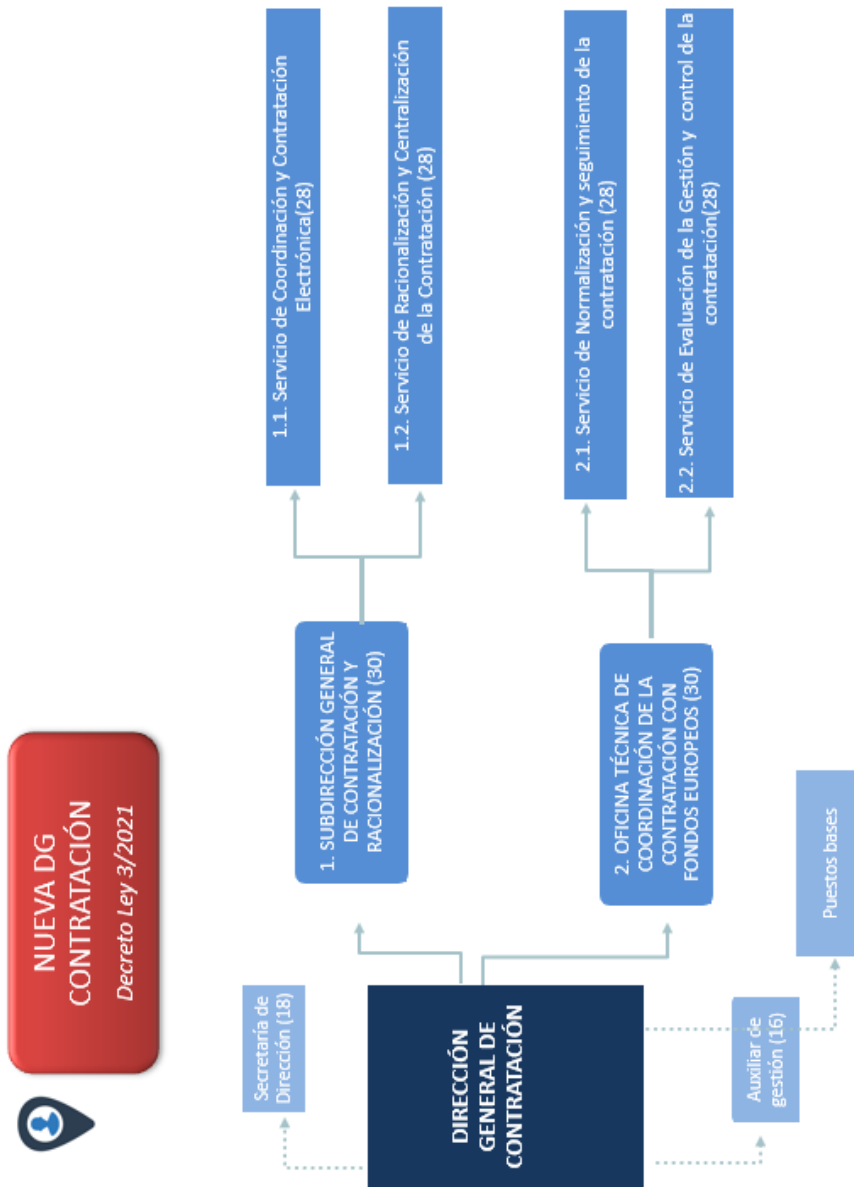 NUEVA DG
CONTRATACIÓN
Decreto Ley 3/2021
Secretaría de
Dirección (18)
DIRECCIÓN
GENERAL DE
CONTRATACIÓN
Auxiliar de
gestión (16)
Puestos bases
1. SUBDIRECCIÓN GENERAL
DE CONTRATACIÓN Y
RACIONALIZACIÓN (30)
2. OFICINA TÉCNICA DE
COORDINACIÓN DE LA
CONTRATACIÓN CON
FONDOS EUROPEOS (30)
1.1. Servicio de Coordinación y Contratación
Electrónica(28)
1.2. Servicio de Racionalización y Centralización
de la Contratación (28)
2.1. Servicio de Normalización y seguimiento de la
contratación (28)
2.2. Servicio de Evaluación de la Gestión y control de la
contratación(28)